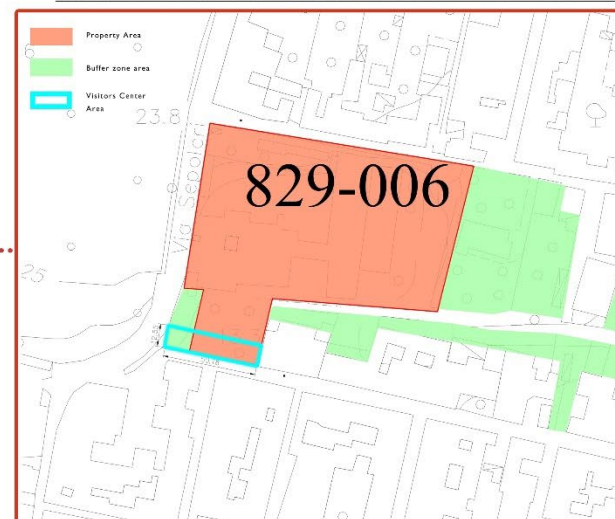 Property Area
Buffer zone area
Visitors Center
Area
23.8
829-006
Via Sepolcri
25